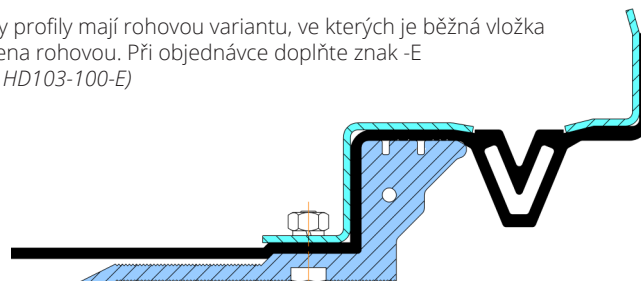 y profily mají rohovou variantu, ve kterých je běžná vložka
ena rohovou. Při objednávce doplňte znak -E
HD103-100-E)